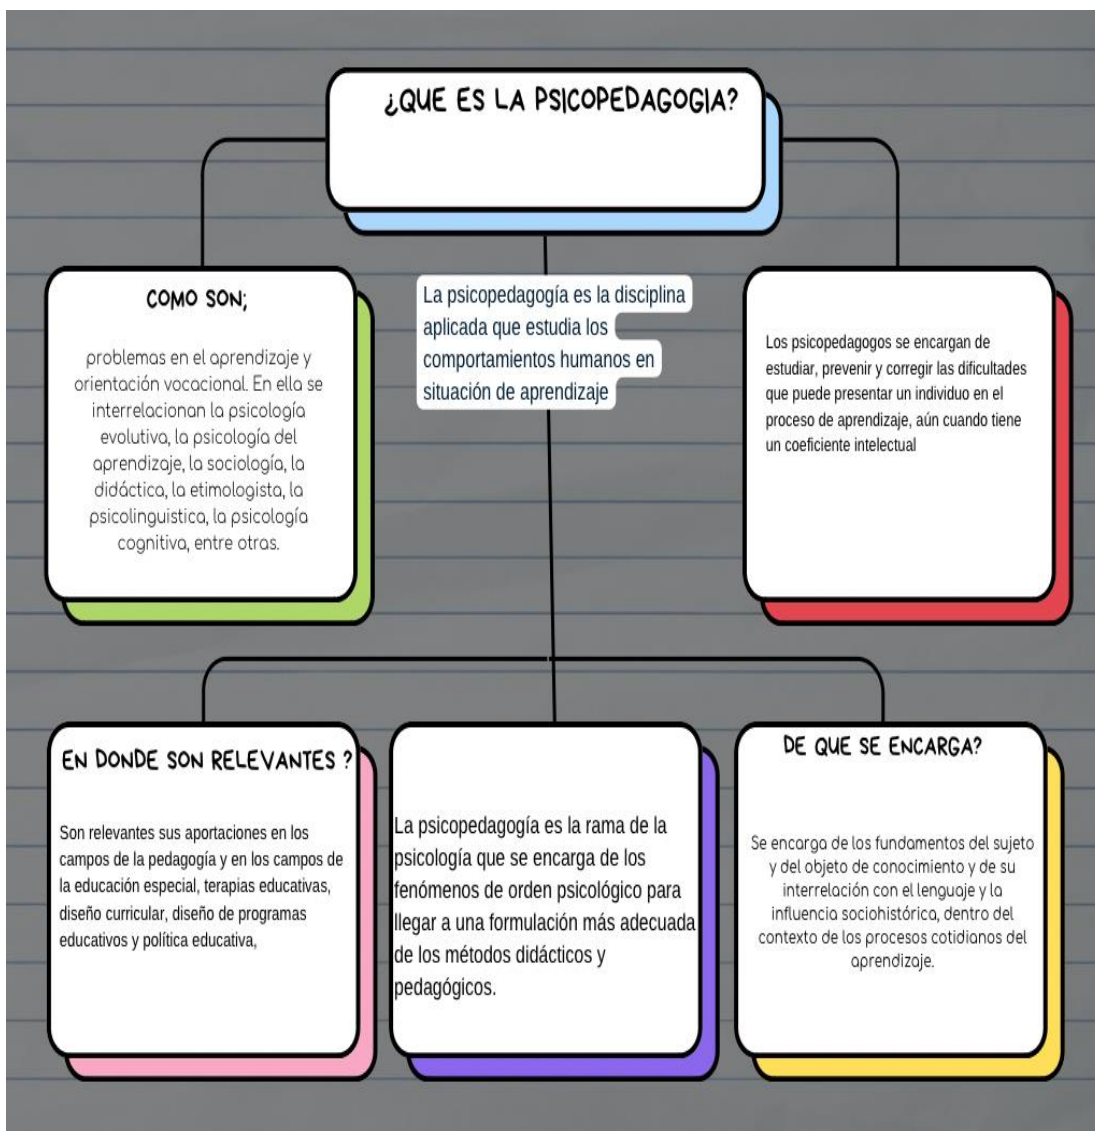 ¿QUE ES LA PSICOPEDAGOGIA?
COMO SON;
problemas en el aprendizaje y
orientación vocacional. En ella se
interrelacionan la psicología
evolutiva, la psicología del
aprendizaje, la sociología, la
didáctica, la etimologista, la
psicolinguistica, la psicología
cognitiva, entre otras.
La psicopedagogía es la disciplina
aplicada que estudia los
comportamientos humanos en
situación de aprendizaje
Los psicopedagogos se encargan de
estudiar, prevenir y corregir las dificultades
que puede presentar un individuo en el
proceso de aprendizaje, aún cuando tiene
un coeficiente intelectual
EN DONDE SON RELEVANTES ?
Son relevantes sus aportaciones en los
campos de la pedagogía y en los campos de
la educación especial, terapias educativas,
diseño curricular, diseño de programas
educativos y política educativa,
La psicopedagogía es la rama de la
psicología que se encarga de los
fenómenos de orden psicológico para
llegar a una formulación más adecuada
de los métodos didácticos y
pedagógicos.
DE QUE SE ENCARGA?
Se encarga de los fundamentos del sujeto
y del objeto de conocimiento y de su
interrelación con el lenguaje y la
influencia sociohistórica, dentro del
contexto de los procesos cotidianos del
aprendizaje.